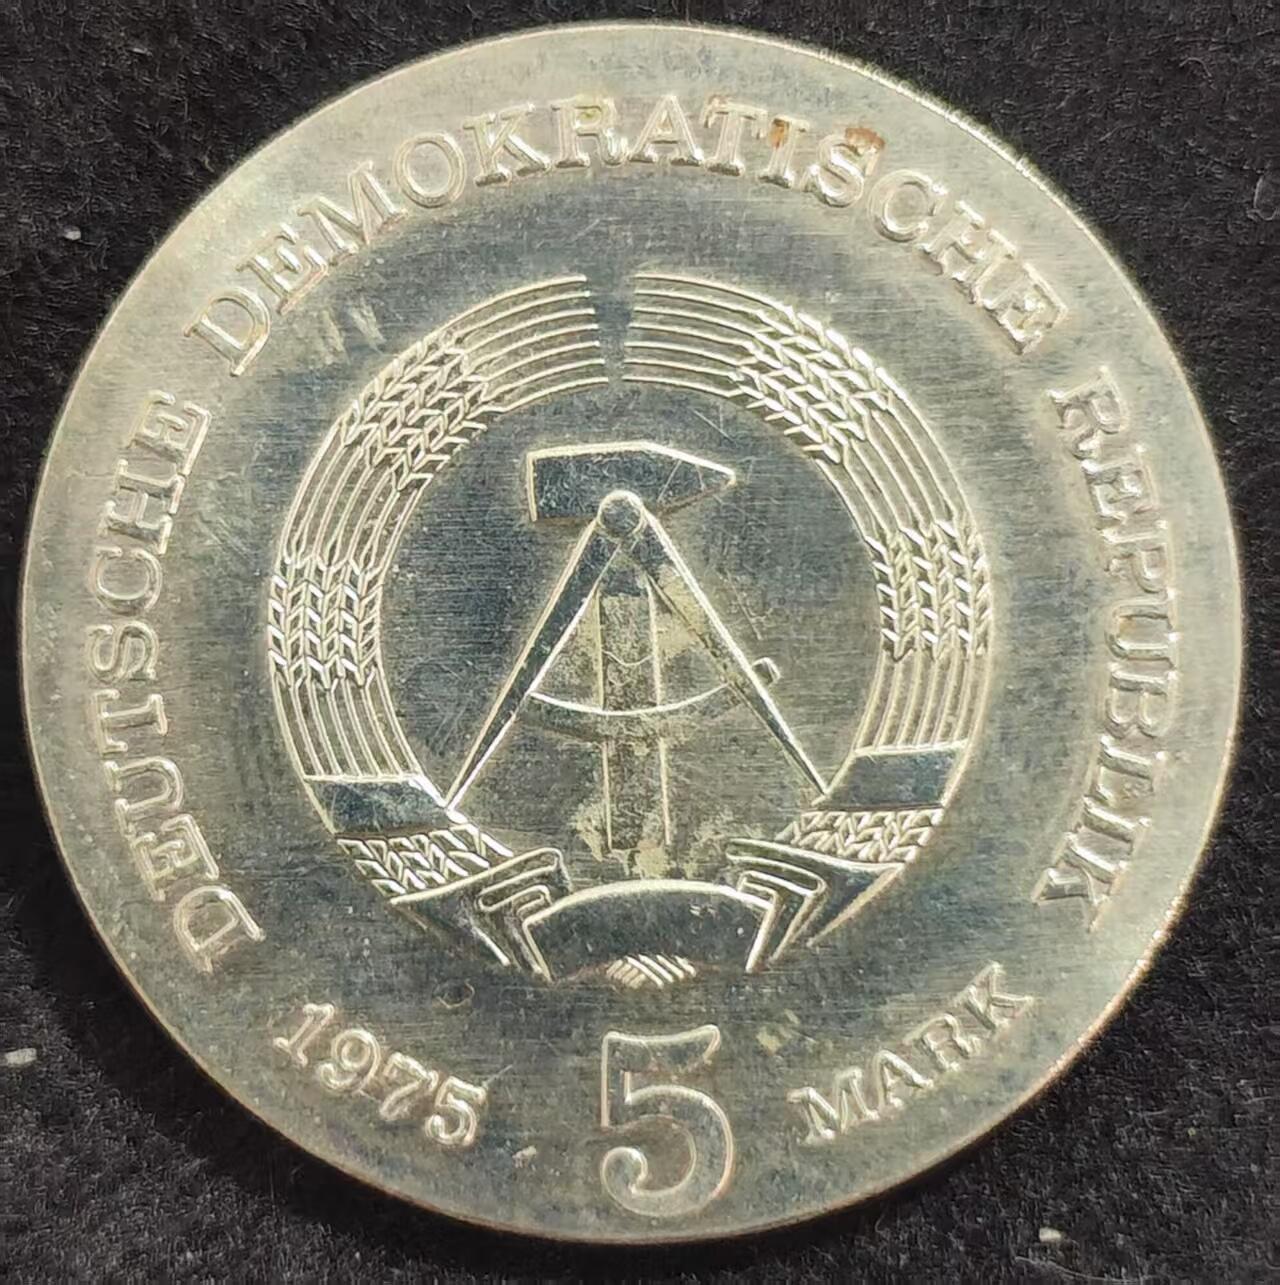 DEUTSCHE DEMOKRATISCHE REPUBLIK
1975
5
MARK